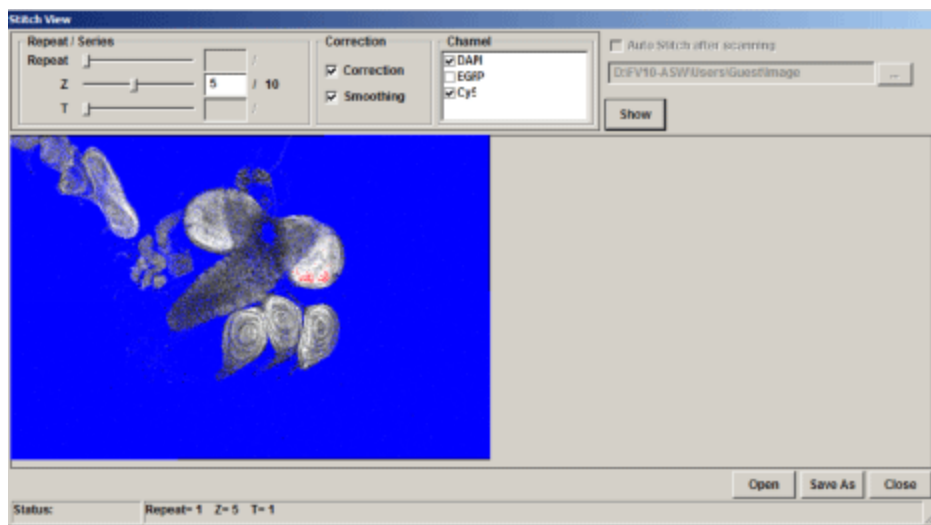 Stitch View
Repeat / Series
Repeat /
Z 5 / 10
T /
Correction
Correction
Smoothing
Channel
DAPI
EGFP
Cy5
Auto Stitch after scanning
D:\FV10-ASW\Users\Guest\Image ...
Show
Open Save As Close
Status: Repeat= 1 Z= 5 T= 1